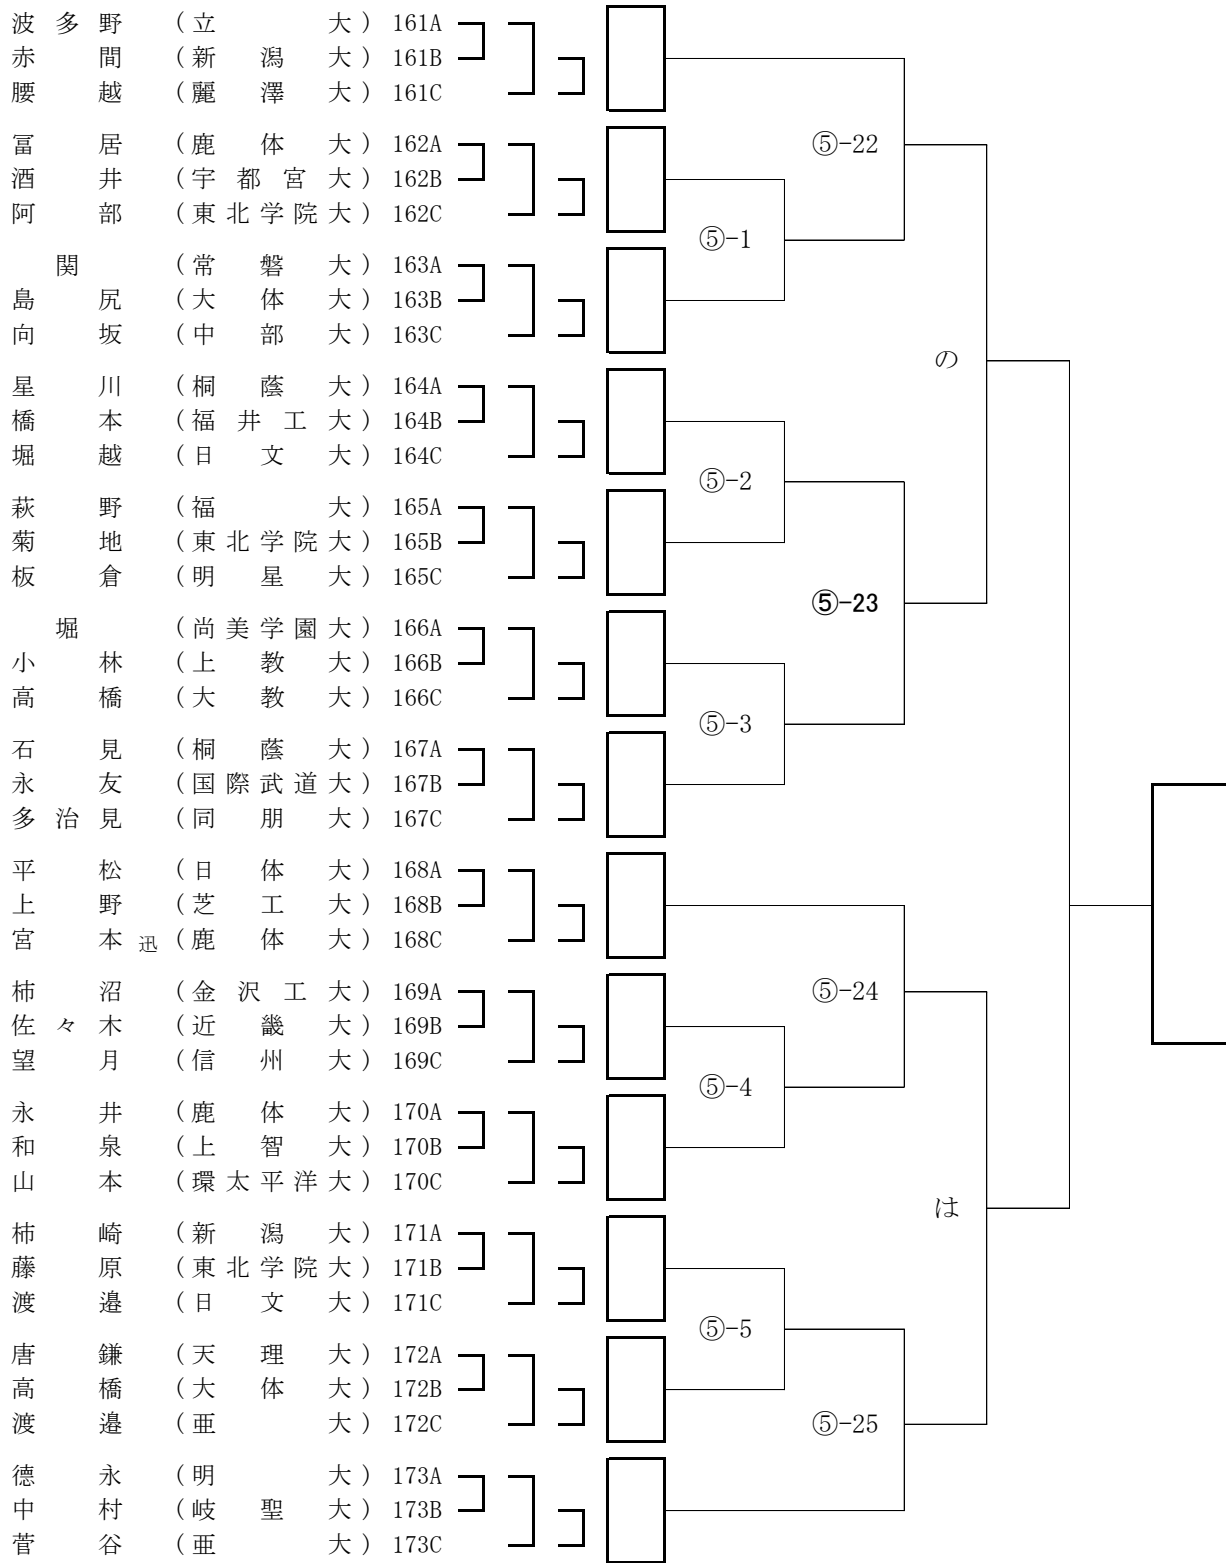 波多野 (立大) 161A
赤間 (新潟大) 161B
腰越 (麗澤大) 161C
冨居 (鹿体大) 162A
⑤-22
酒井 (宇都宮大) 162B
阿部 (東北学院大) 162C
⑤-1
関 (常磐大) 163A
島尻 (大体大) 163B
向坂 (中部大) 163C
の
星川 (桐蔭大) 164A
橋本 (福井工大) 164B
堀越 (日文大) 164C
⑤-2
萩野 (福大) 165A
菊地 (東北学院大) 165B
板倉 (明星大) 165C
⑤-23
堀 (尚美学園大) 166A
小林 (上教大) 166B
高橋 (大教大) 166C
⑤-3
石見 (桐蔭大) 167A
永友 (国際武道大) 167B
多治見 (同朋大) 167C
平松 (日体大) 168A
上野 (芝工大) 168B
宮本迅 (鹿体大) 168C
柿沼 (金沢工大) 169A
⑤-24
佐々木 (近畿大) 169B
望月 (信州大) 169C
⑤-4
永井 (鹿体大) 170A
和泉 (上智大) 170B
山本 (環太平洋大) 170C
は
柿崎 (新潟大) 171A
藤原 (東北学院大) 171B
渡邉 (日文大) 171C
⑤-5
唐鎌 (天理大) 172A
高橋 (大体大) 172B
渡邉 (亜大) 172C
⑤-25
德永 (明大) 173A
中村 (岐聖大) 173B
菅谷 (亜大) 173C